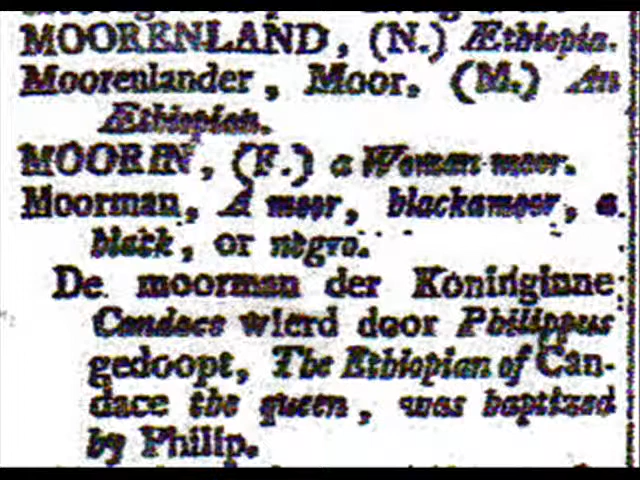 MOORENLAND, (N.) Æthiopia.
Moorenlander, Moor. (M.) An
Æthiopian.
MOORIN, (F.) a Woman moor.
Moorman, A moor, blackamoor, a
black, or negro.
De moorman der Koninginne
Candace wierd door Philippus
gedoopt, The Ethiopian of Can-
dace the queen, was baptized
by Philip.